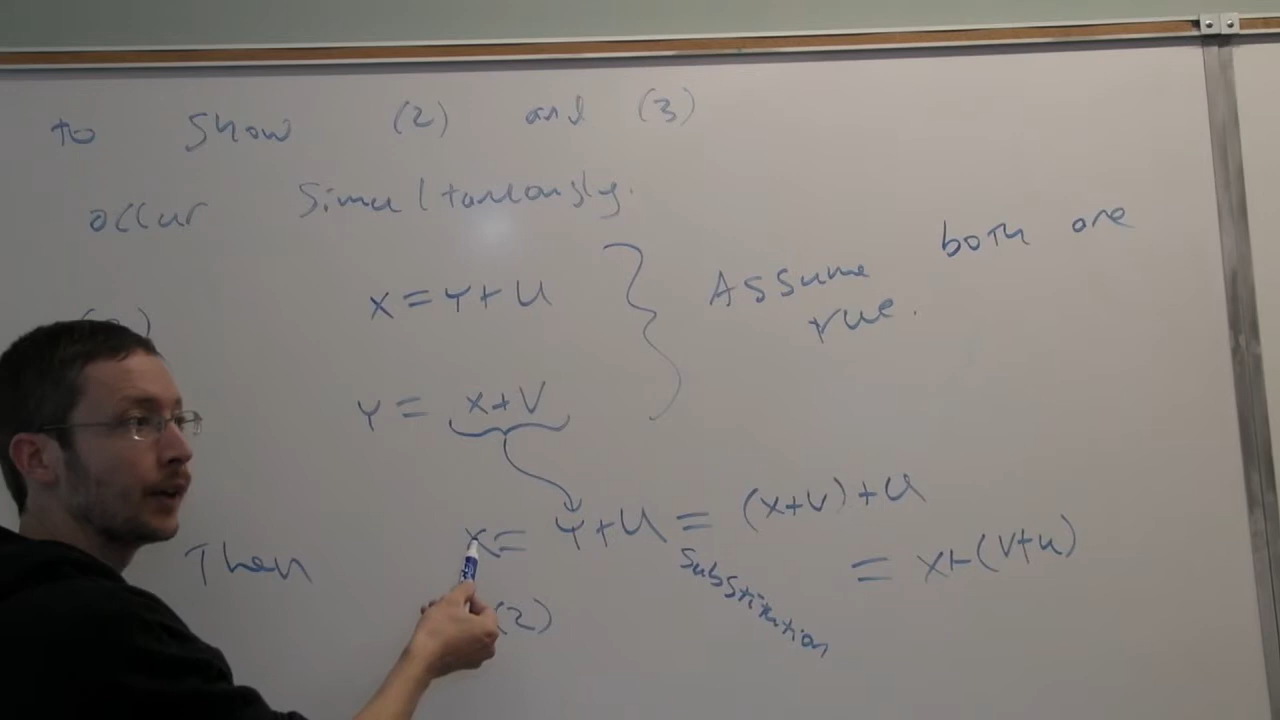 to show (2) and (3)
occur simultaneously.
x = y + u
Assume both are
true.
y = x + v
Then x = y + u = (x + v) + u
substitution
= x + (v + u)
(2)